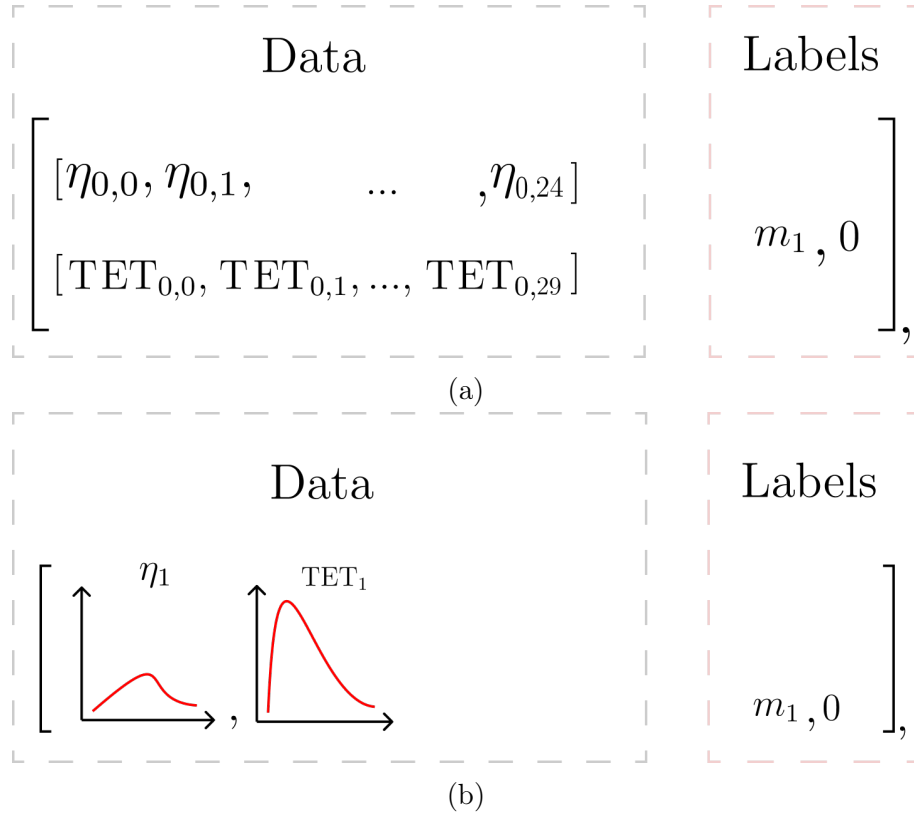 Data Labels
[η₀,₀, η₀,₁, ... ,η₀,₂₄]
m₁, 0
[TET₀,₀, TET₀,₁, ..., TET₀,₂₉]
,
(a)
Data Labels
η₁ TET₁
, m₁, 0 ,
(b)